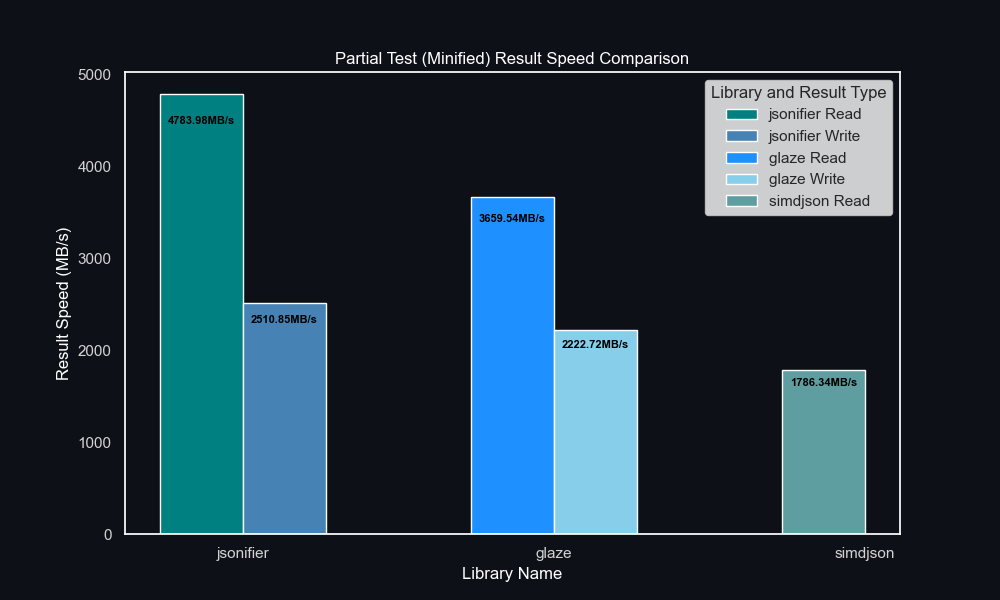 Partial Test (Minified) Result Speed Comparison
5000
4000
3000
2000
1000
0
Result Speed (MB/s)
4783.98MB/s
2510.85MB/s
3659.54MB/s
2222.72MB/s
1786.34MB/s
Library and Result Type
jsonifier Read
jsonifier Write
glaze Read
glaze Write
simdjson Read
jsonifier
glaze
simdjson
Library Name